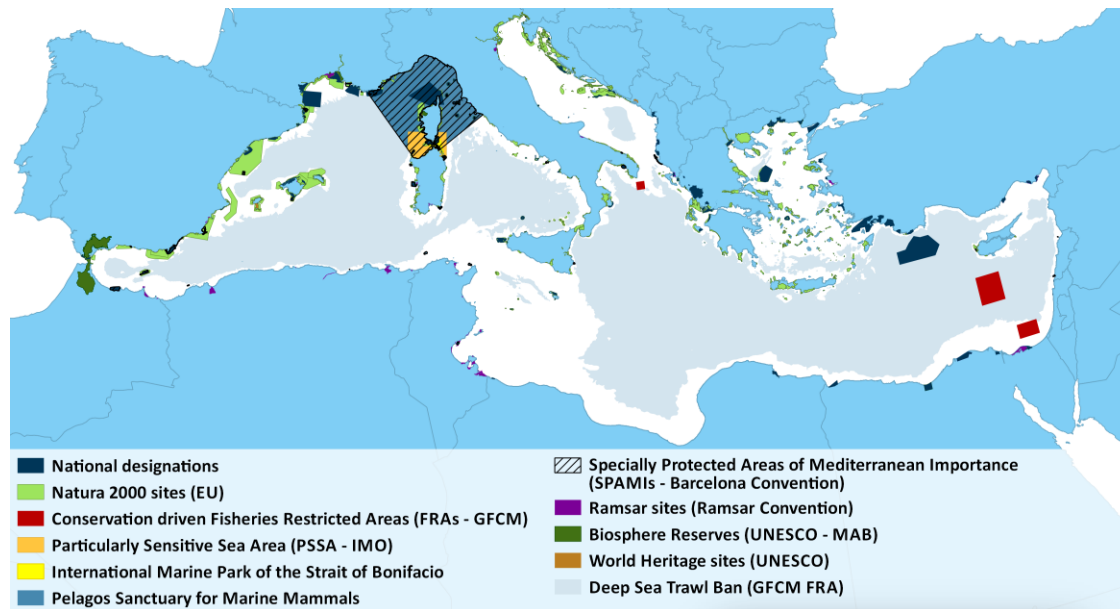 National designations
Natura 2000 sites (EU)
Conservation driven Fisheries Restricted Areas (FRAs - GFCM)
Particularly Sensitive Sea Area (PSSA - IMO)
International Marine Park of the Strait of Bonifacio
Pelagos Sanctuary for Marine Mammals
Specially Protected Areas of Mediterranean Importance
(SPAMIs - Barcelona Convention)
Ramsar sites (Ramsar Convention)
Biosphere Reserves (UNESCO - MAB)
World Heritage sites (UNESCO)
Deep Sea Trawl Ban (GFCM FRA)